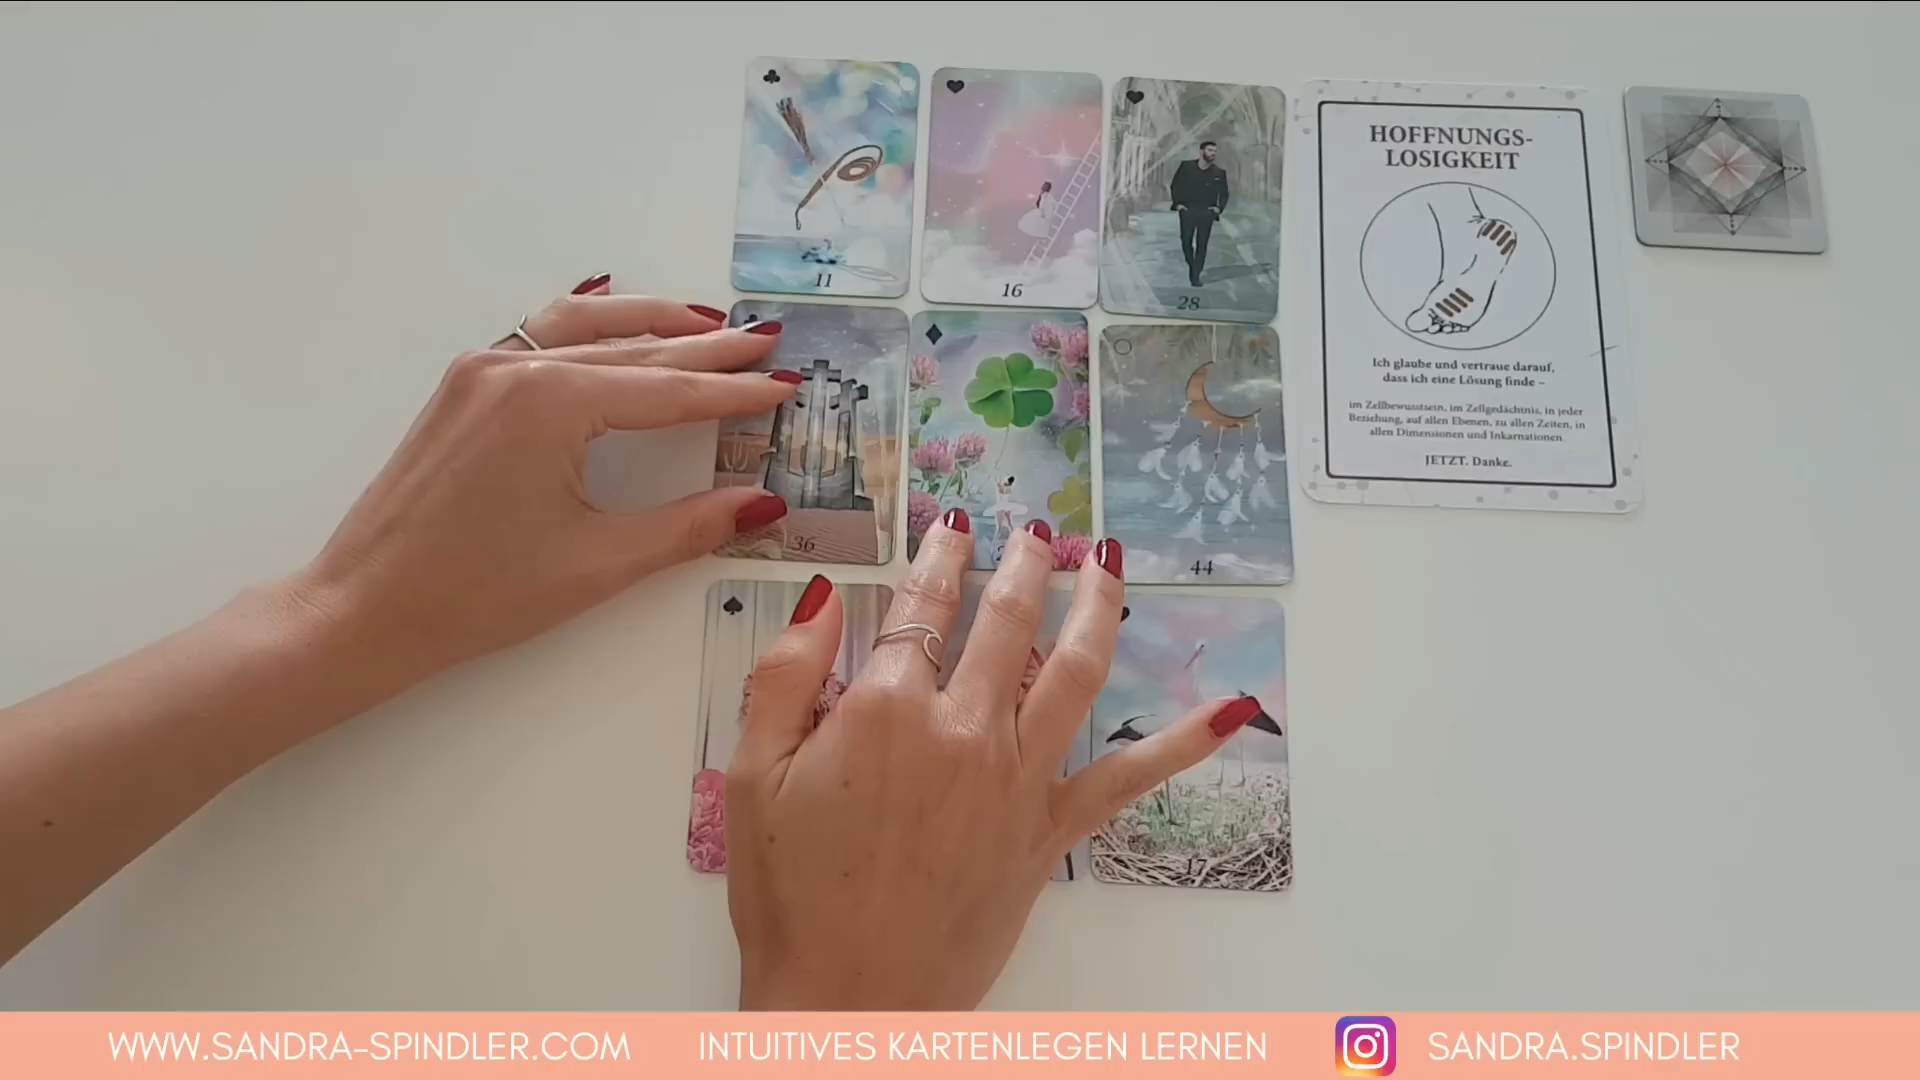 11
16
28
HOFFNUNGS-
LOSIGKEIT
Ich glaube und vertraue darauf,
dass ich eine Lösung finde –
im Zellbewusstsein, im Zellgedächtnis, in jeder
Beziehung, auf allen Ebenen, zu allen Zeiten, in
allen Dimensionen und Inkarnationen.
JETZT. Danke.
36
44
17
WWW.SANDRA-SPINDLER.COM
INTUITIVES KARTENLEGEN LERNEN
SANDRA.SPINDLER